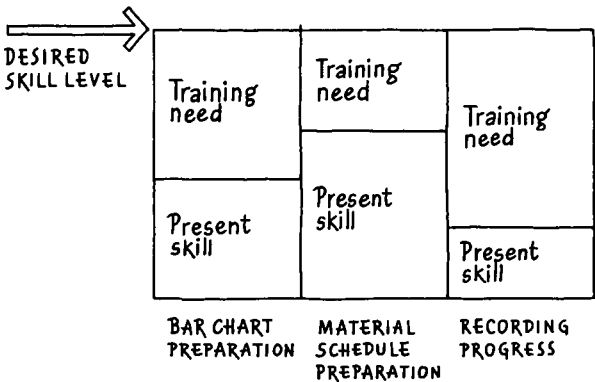 DESIRED
SKILL LEVEL
Training
need
Training
need
Training
need
Present
skill
Present
skill
Present
skill
BAR CHART
PREPARATION
MATERIAL
SCHEDULE
PREPARATION
RECORDING
PROGRESS